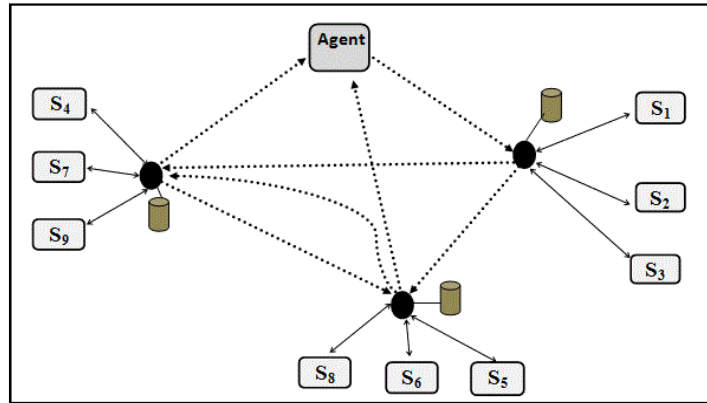 Agent
S₄
S₁
S₇
S₂
S₉
S₃
S₈
S₆
S₅